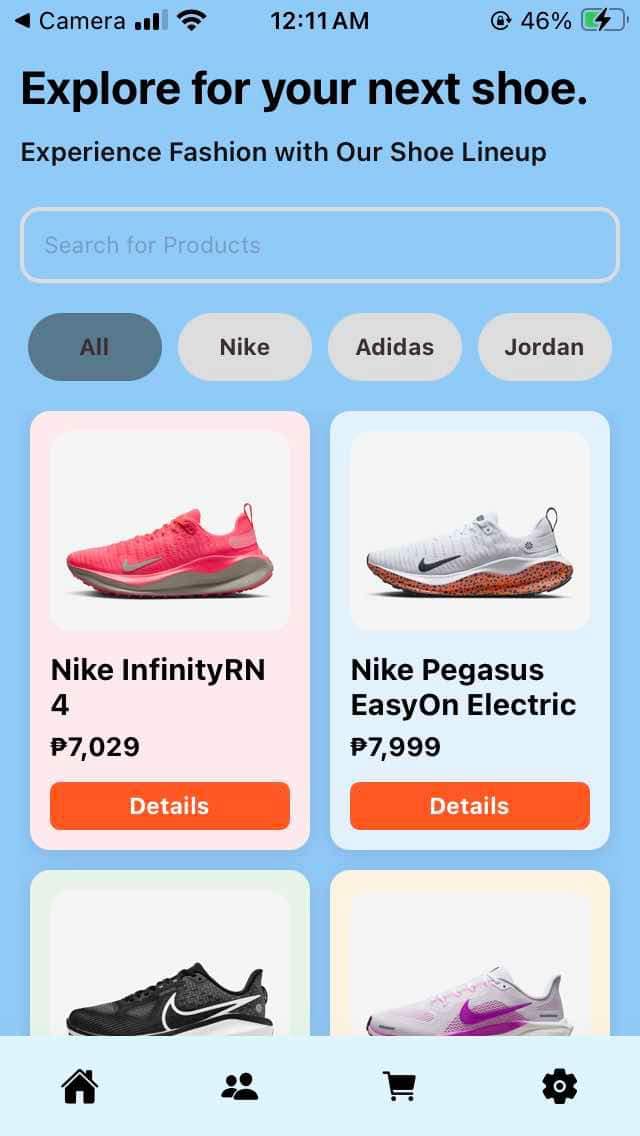 Camera 12:11 AM 46%
Explore for your next shoe.
Experience Fashion with Our Shoe Lineup
Search for Products
All Nike Adidas Jordan
Nike InfinityRN
4
₱7,029
Details
Nike Pegasus
EasyOn Electric
₱7,999
Details